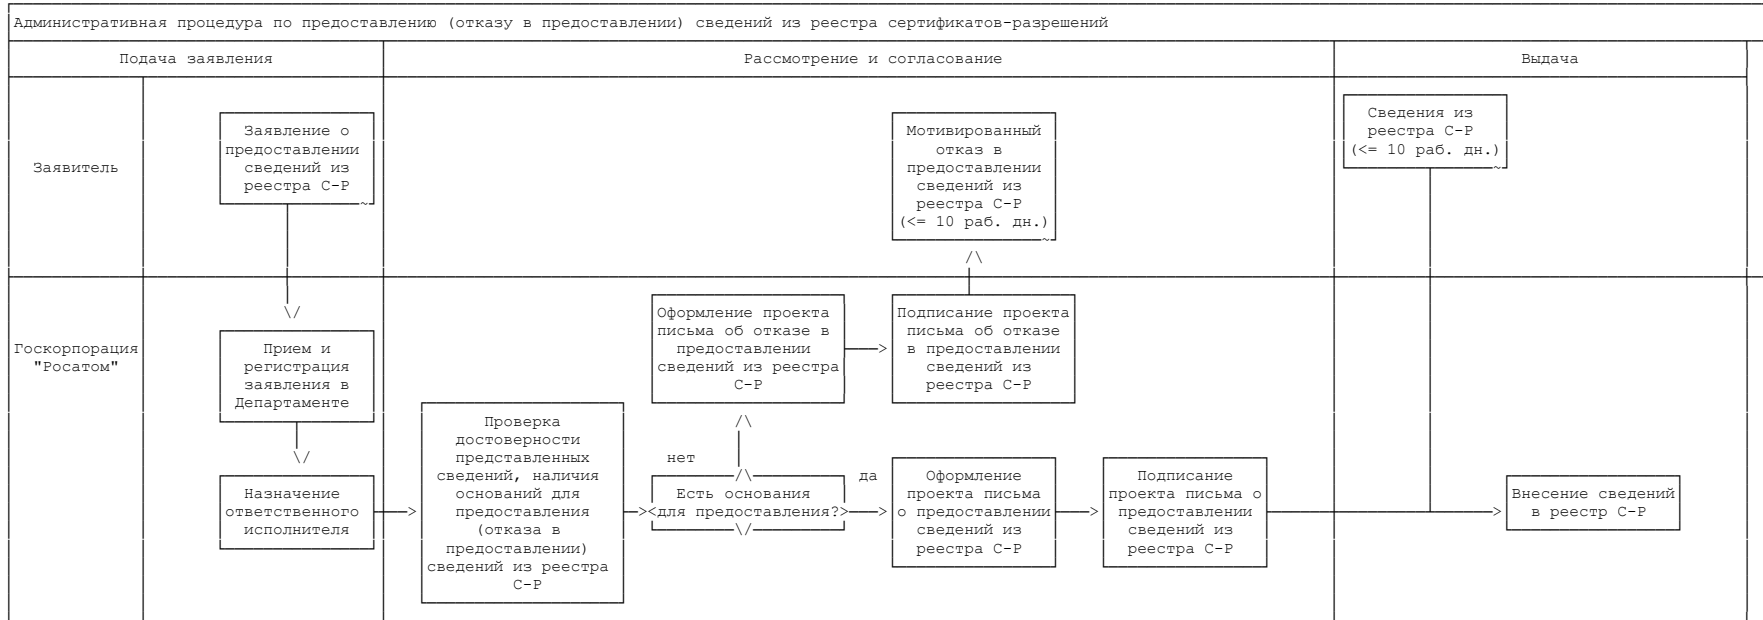 Административная процедура по предоставлению (отказу в предоставлении) сведений из реестра сертификатов-разрешений
Подача заявления
Рассмотрение и согласование
Выдача
Заявитель
Заявление о
предоставлении
сведений из
реестра С-Р
Мотивированный
отказ в
предоставлении
сведений из
реестра С-Р
(<= 10 раб. дн.)
Сведения из
реестра С-Р
(<= 10 раб. дн.)
Госкорпорация
"Росатом"
Прием и
регистрация
заявления в
Департаменте
Назначение
ответственного
исполнителя
Проверка
достоверности
представленных
сведений, наличия
оснований для
предоставления
(отказа в
предоставлении)
сведений из реестра
С-Р
Оформление проекта
письма об отказе в
предоставлении
сведений из реестра
С-Р
Подписание проекта
письма об отказе
в предоставлении
сведений из
реестра С-Р
нет
Есть основания
для предоставления?
да
Оформление
проекта письма
о предоставлении
сведений из
реестра С-Р
Подписание
проекта письма о
предоставлении
сведений из
реестра С-Р
Внесение сведений
в реестр С-Р